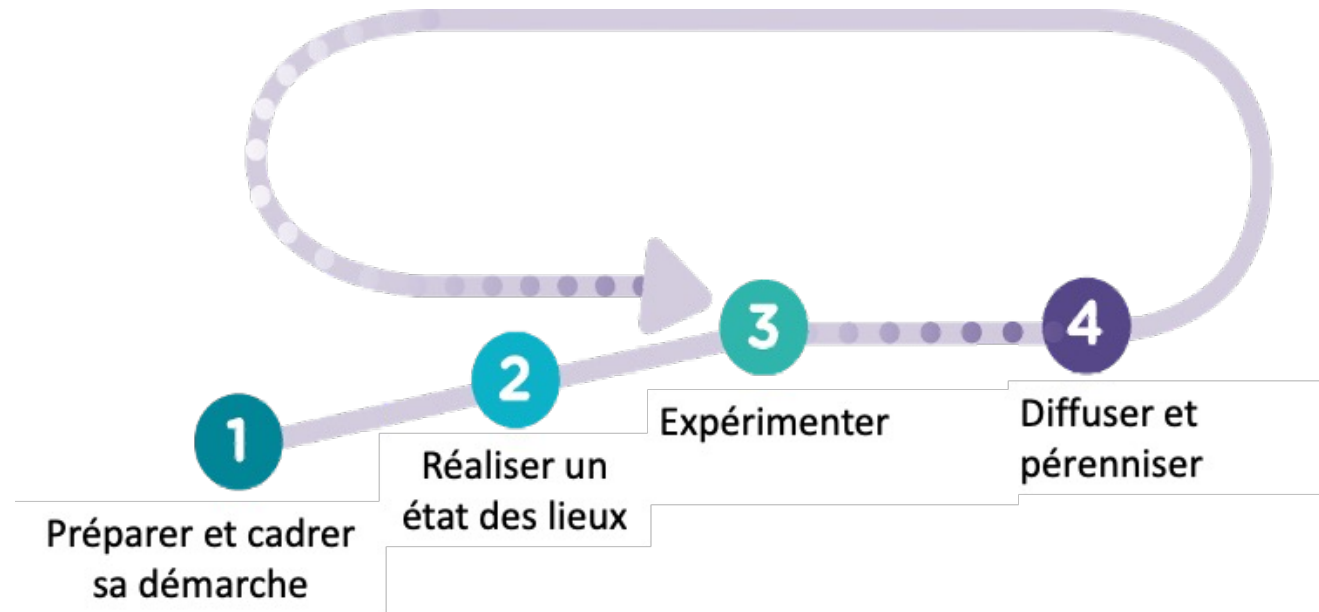 1
Préparer et cadrer
sa démarche
2
Réaliser un
état des lieux
3
Expérimenter
4
Diffuser et
pérenniser